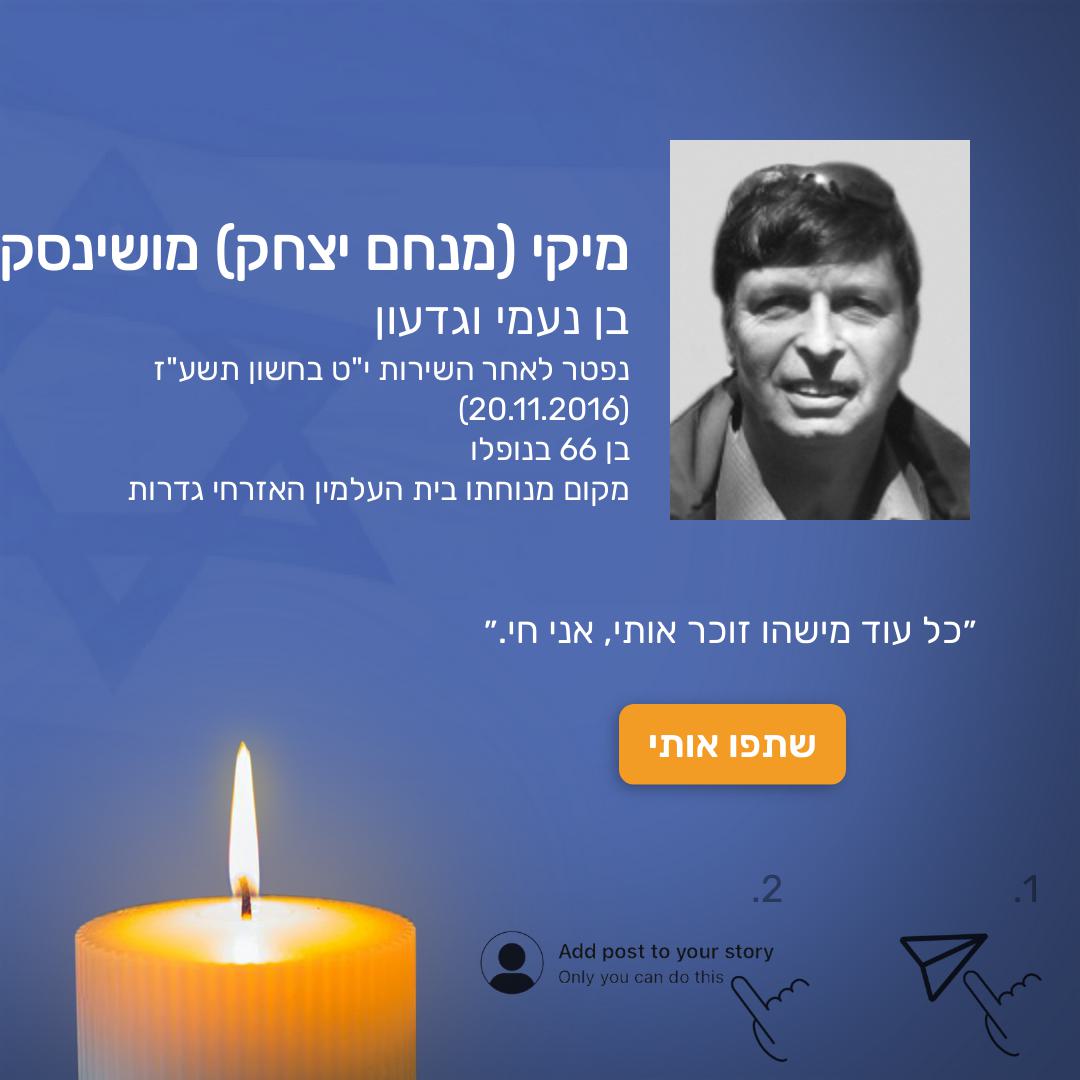 מיקי (מנחם יצחק) מושינסק
בן נעמי וגדעון
נפטר לאחר השירות י"ט בחשון תשע"ז
(20.11.2016)
בן 66 בנופלו
מקום מנוחתו בית העלמין האזרחי גדרות
״כל עוד מישהו זוכר אותי, אני חי.״
שתפו אותי
1.
2.
Add post to your story
Only you can do this